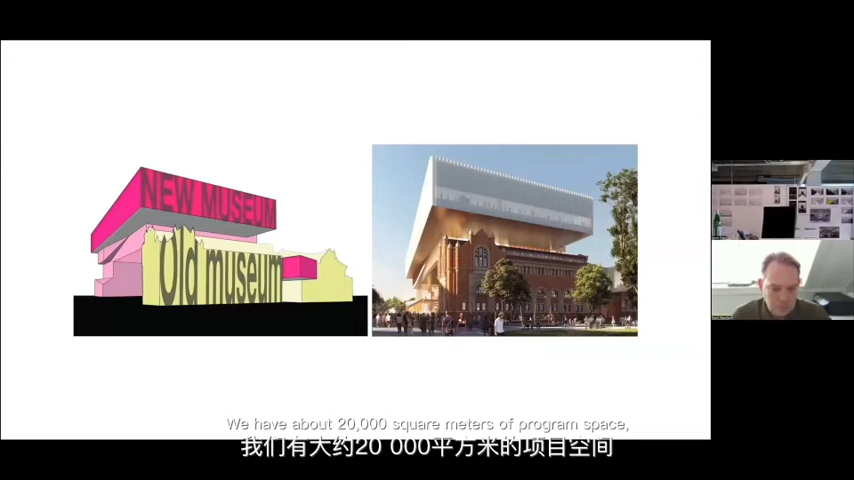 NEW MUSEUM
Old museum
We have about 20,000 square meters of program space,
我们有大约20 000平方米的项目空间